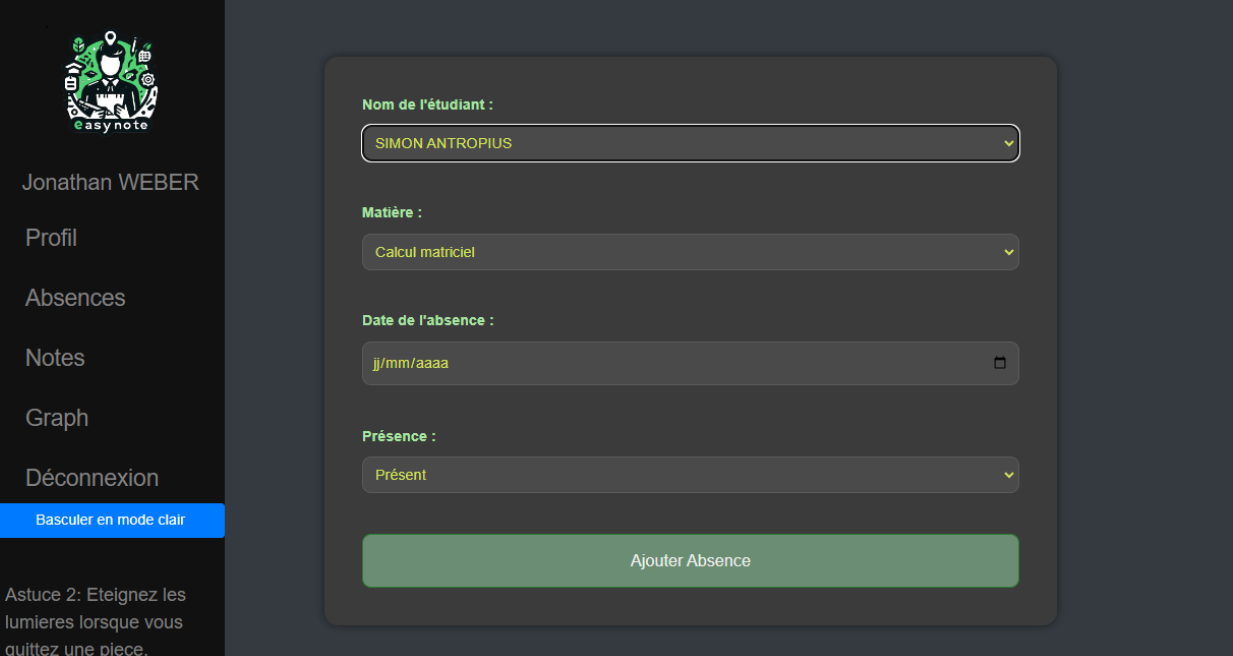 easynote
Jonathan WEBER
Profil
Absences
Notes
Graph
Déconnexion
Basculer en mode clair
Astuce 2: Eteignez les
lumieres lorsque vous
quittez une piece.
Nom de l'étudiant :
SIMON ANTROPIUS
Matière :
Calcul matriciel
Date de l'absence :
jj/mm/aaaa
Présence :
Présent
Ajouter Absence